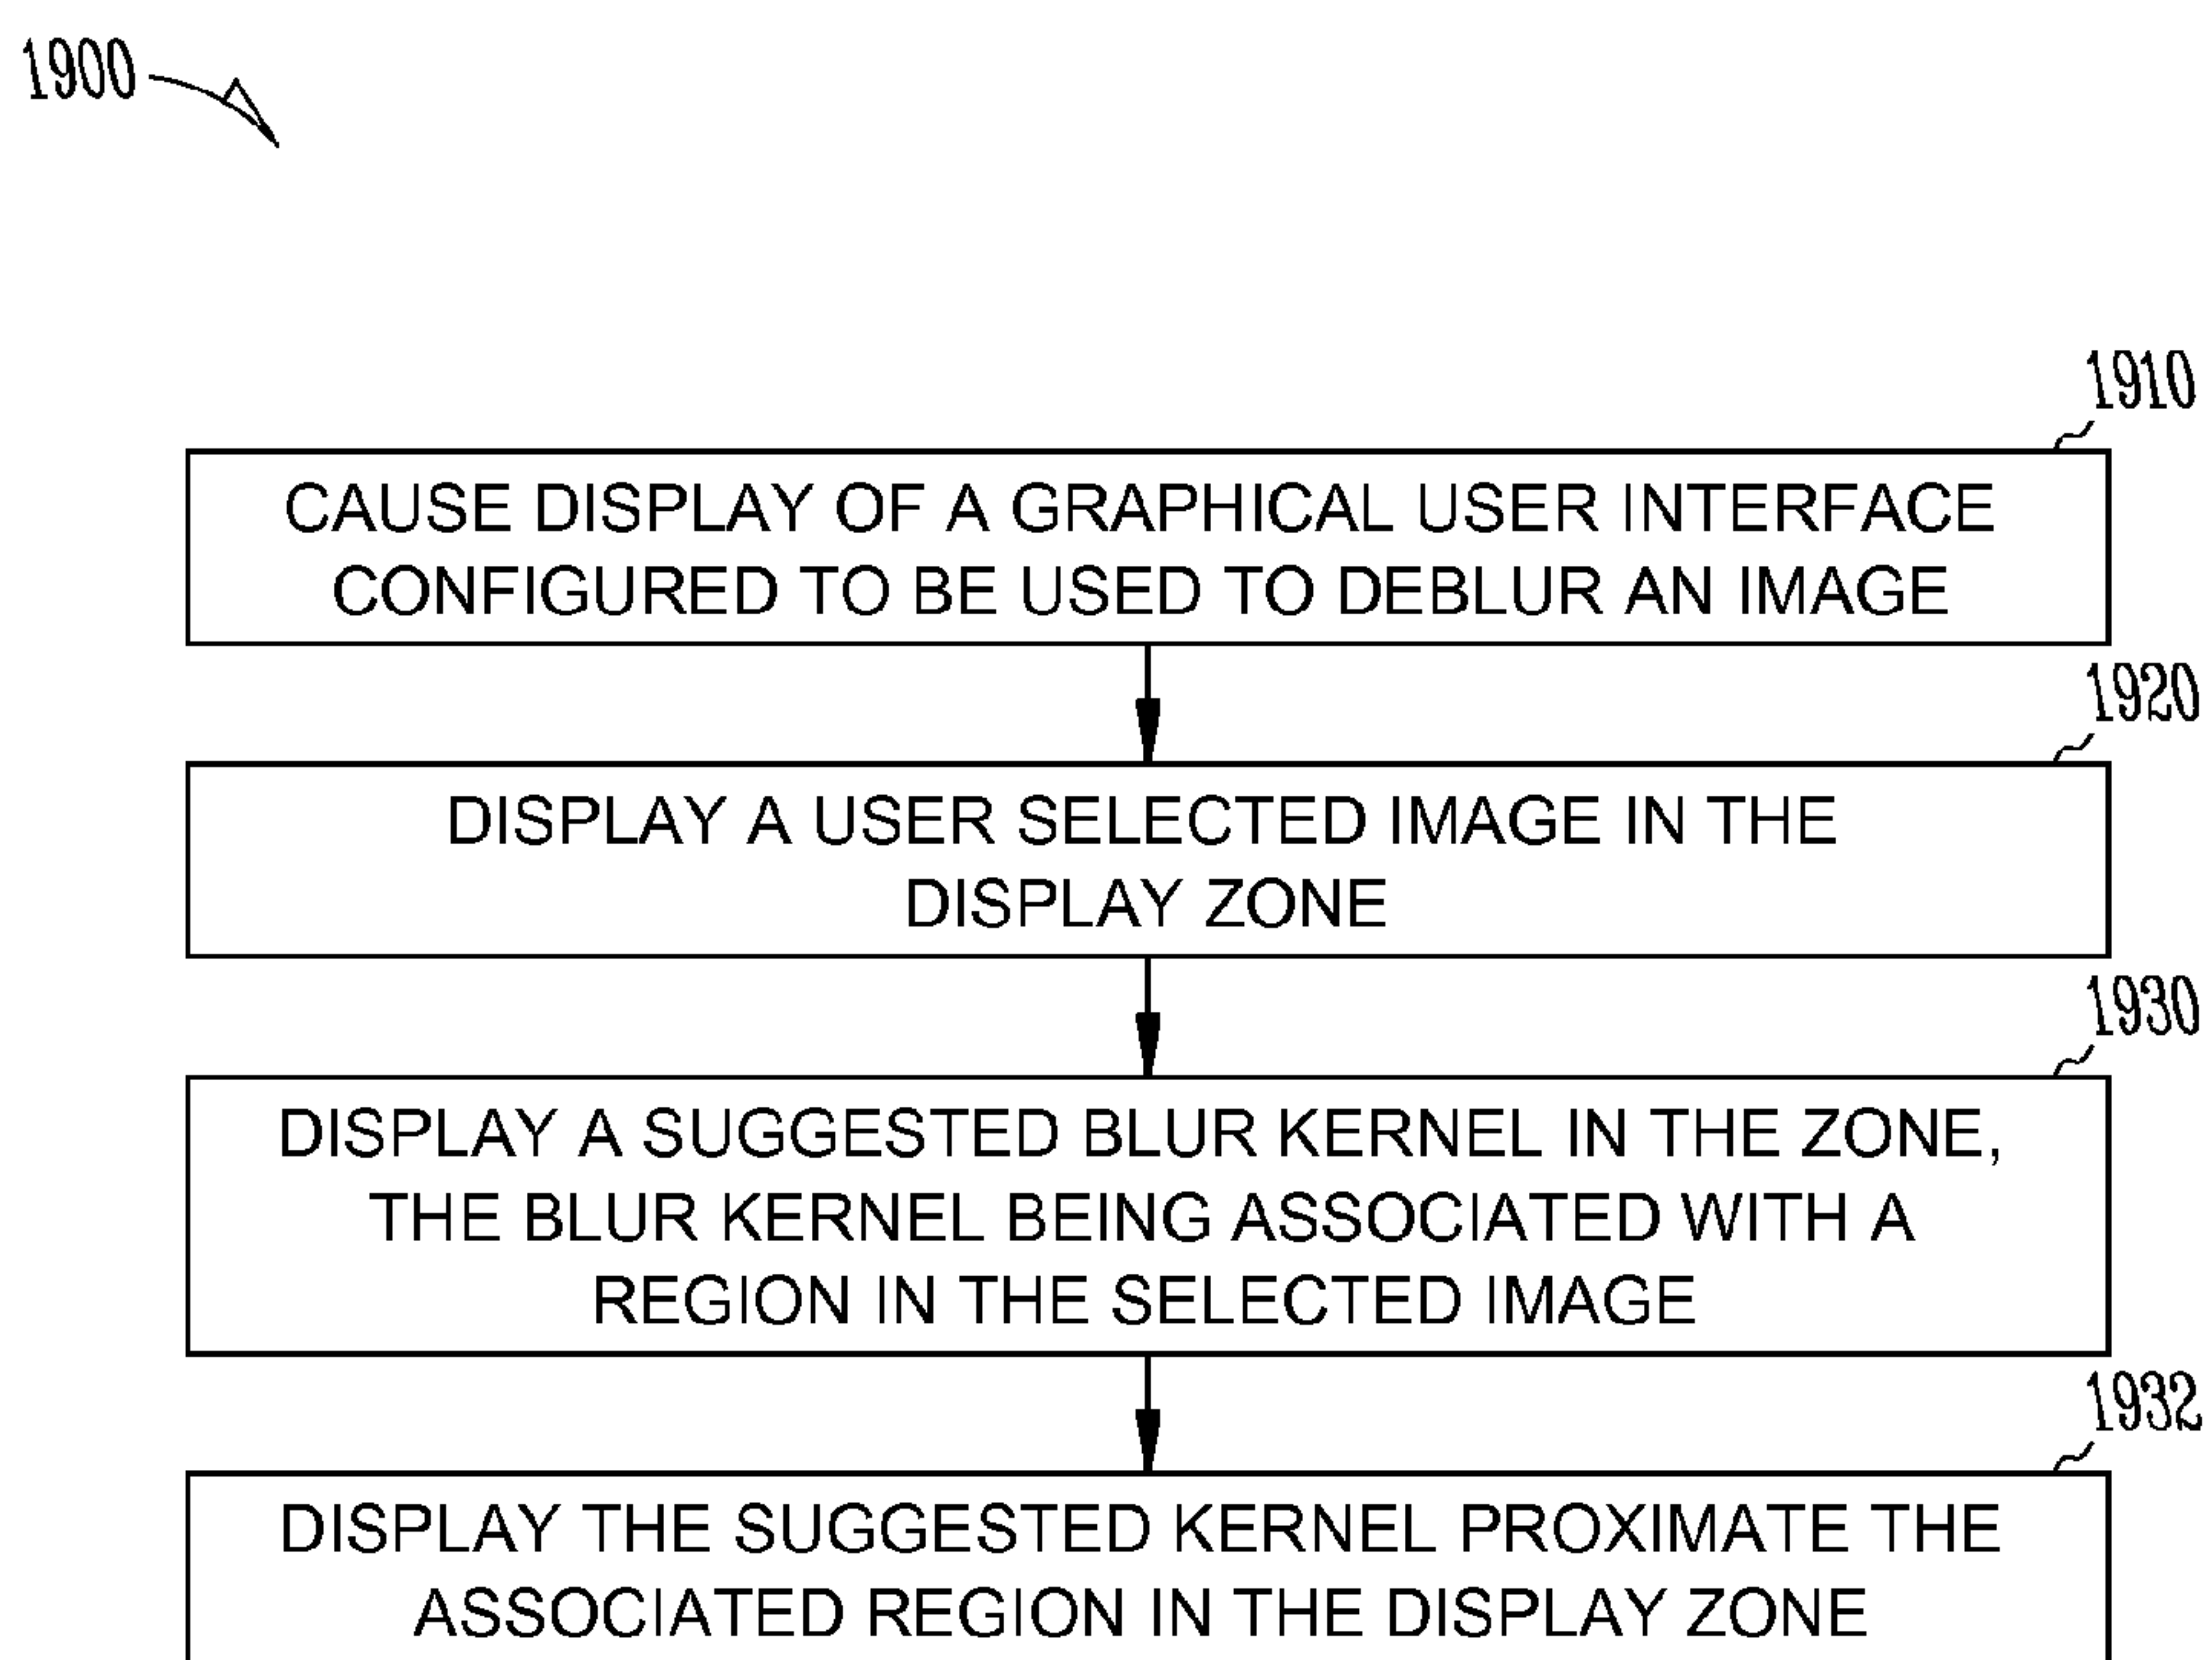 1900
1910
CAUSE DISPLAY OF A GRAPHICAL USER INTERFACE
CONFIGURED TO BE USED TO DEBLUR AN IMAGE
1920
DISPLAY A USER SELECTED IMAGE IN THE
DISPLAY ZONE
1930
DISPLAY A SUGGESTED BLUR KERNEL IN THE ZONE,
THE BLUR KERNEL BEING ASSOCIATED WITH A
REGION IN THE SELECTED IMAGE
1932
DISPLAY THE SUGGESTED KERNEL PROXIMATE THE
ASSOCIATED REGION IN THE DISPLAY ZONE